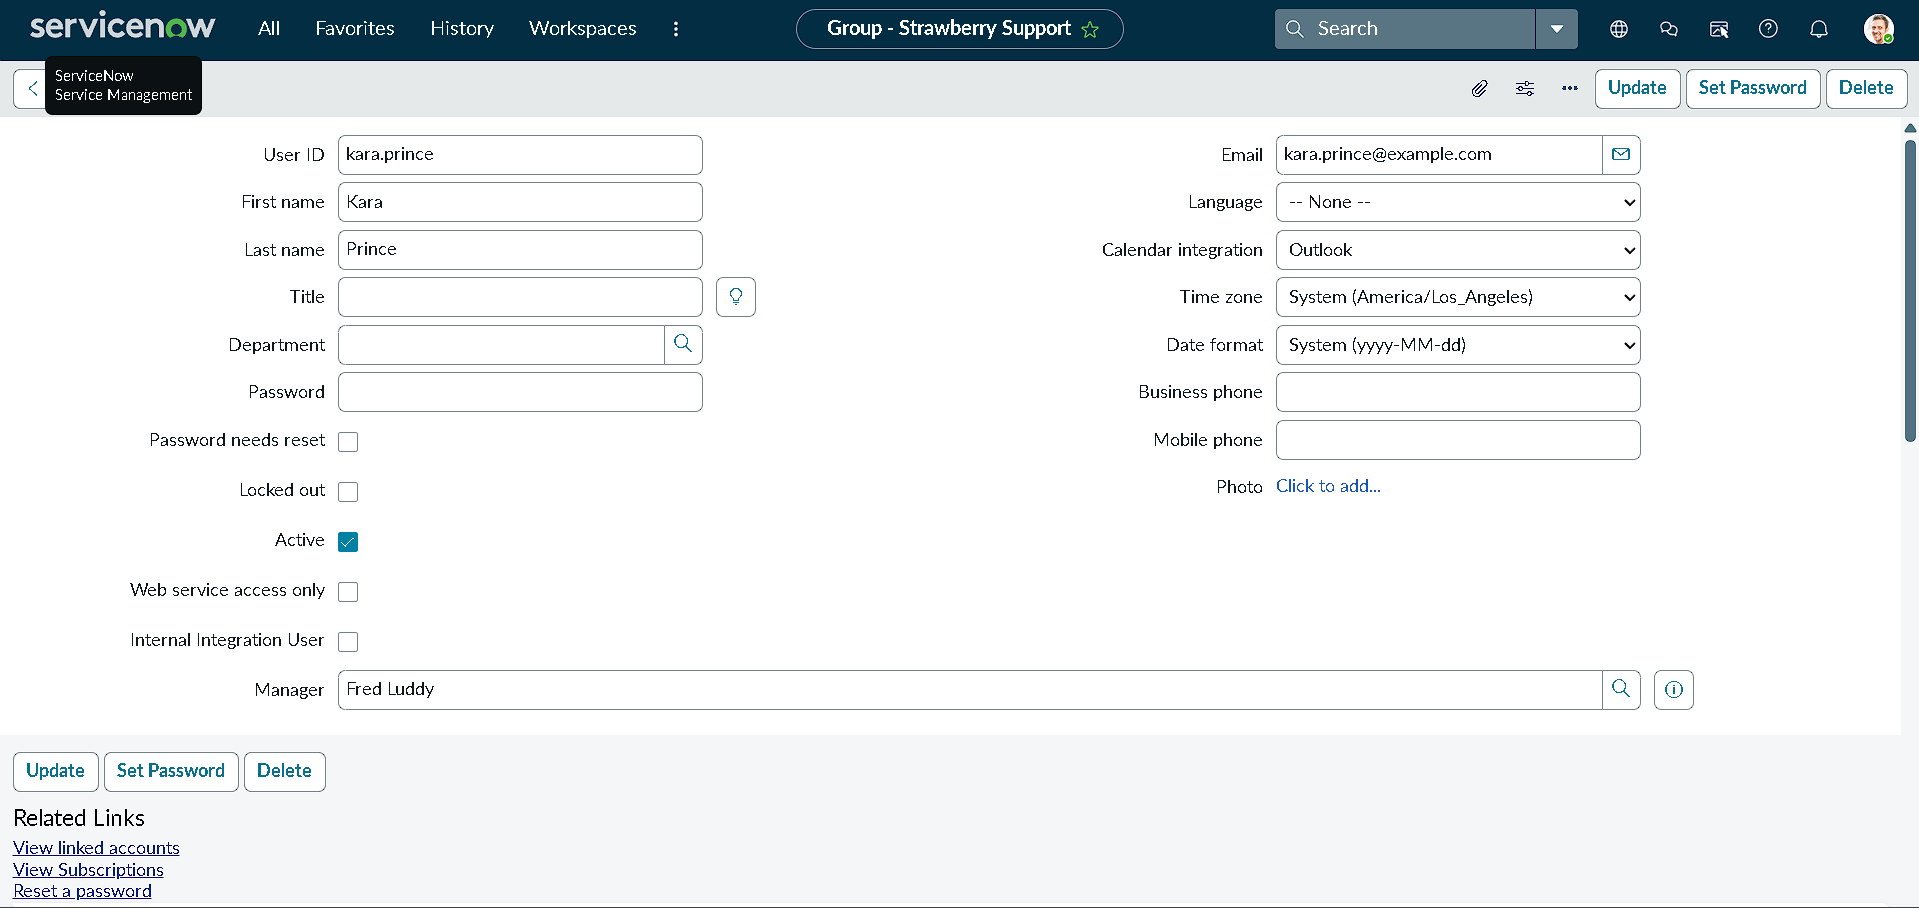 servicenow All Favorites History Workspaces Group - Strawberry Support Search
ServiceNow
Service Management
Update Set Password Delete
User ID kara.prince
First name Kara
Last name Prince
Title
Department
Password
Password needs reset
Locked out
Active
Web service access only
Internal Integration User
Email kara.prince@example.com
Language -- None --
Calendar integration Outlook
Time zone System (America/Los_Angeles)
Date format System (yyyy-MM-dd)
Business phone
Mobile phone
Photo Click to add...
Manager Fred Luddy
Update Set Password Delete
Related Links
View linked accounts
View Subscriptions
Reset a password